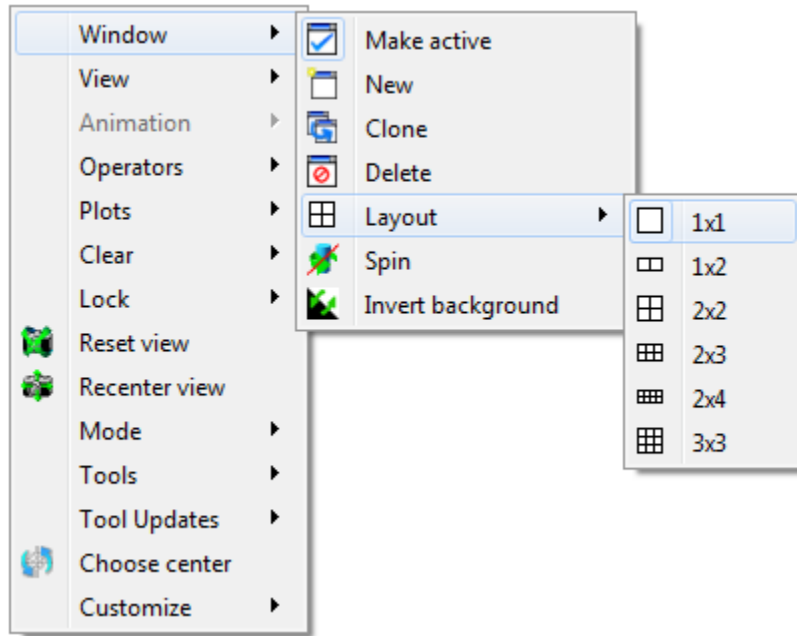 Window
View
Animation
Operators
Plots
Clear
Lock
Reset view
Recenter view
Mode
Tools
Tool Updates
Choose center
Customize
Make active
New
Clone
Delete
Layout
Spin
Invert background
1x1
1x2
2x2
2x3
2x4
3x3